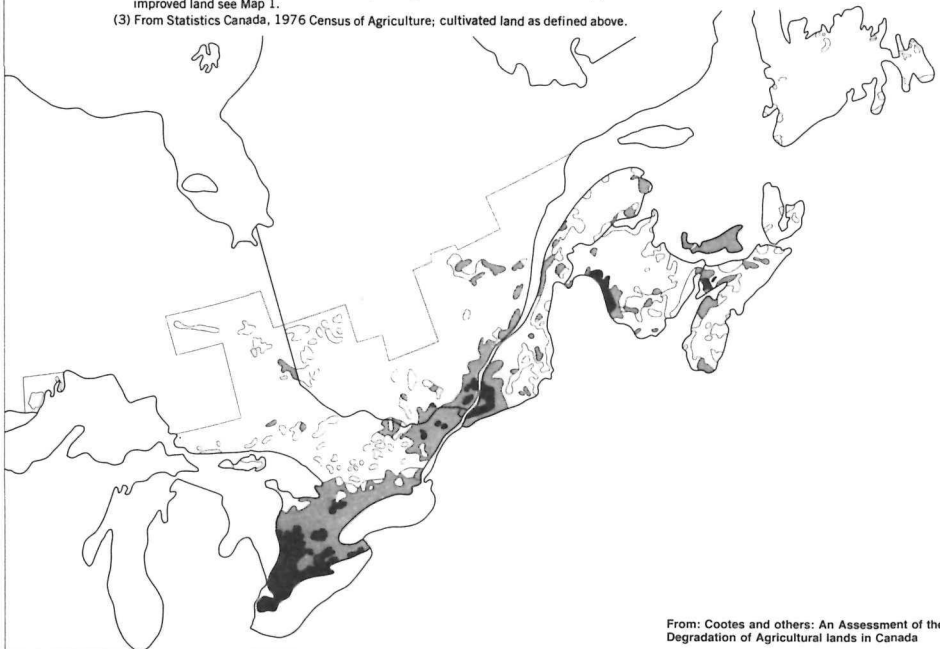 improved land see Map 1.
(3) From Statistics Canada, 1976 Census of Agriculture; cultivated land as defined above.
From: Cootes and others: An Assessment of the
Degradation of Agricultural lands in Canada